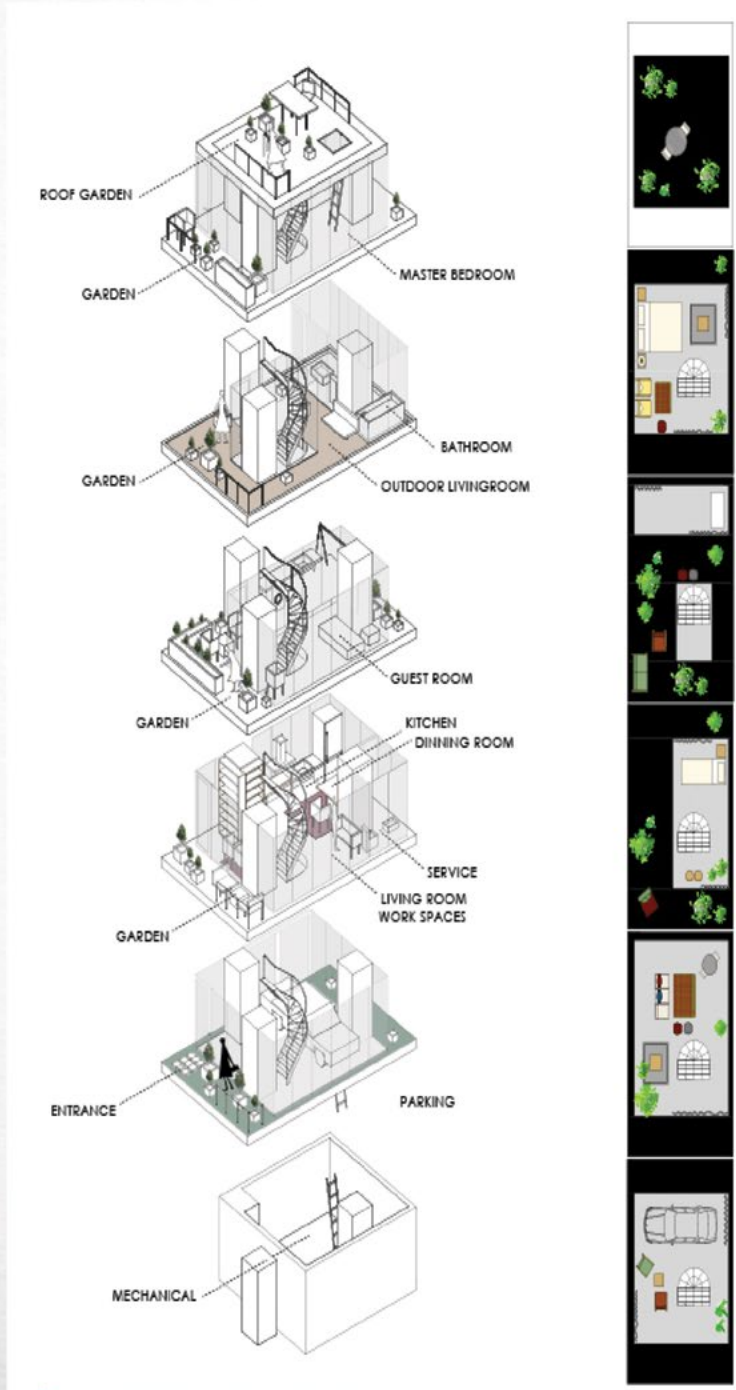 ROOF GARDEN
GARDEN
MASTER BEDROOM
BATHROOM
GARDEN
OUTDOOR LIVINGROOM
GUEST ROOM
GARDEN
KITCHEN
DINNING ROOM
SERVICE
LIVING ROOM
WORK SPACES
GARDEN
ENTRANCE
PARKING
MECHANICAL